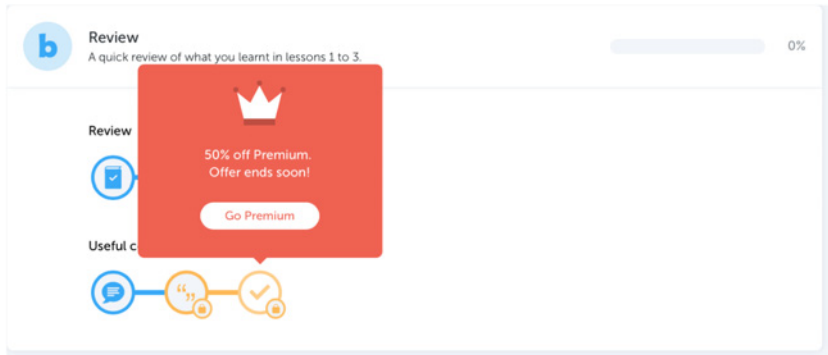 b
Review
A quick review of what you learnt in lessons 1 to 3.
0%
Review
50% off Premium.
Offer ends soon!
Go Premium
Useful c